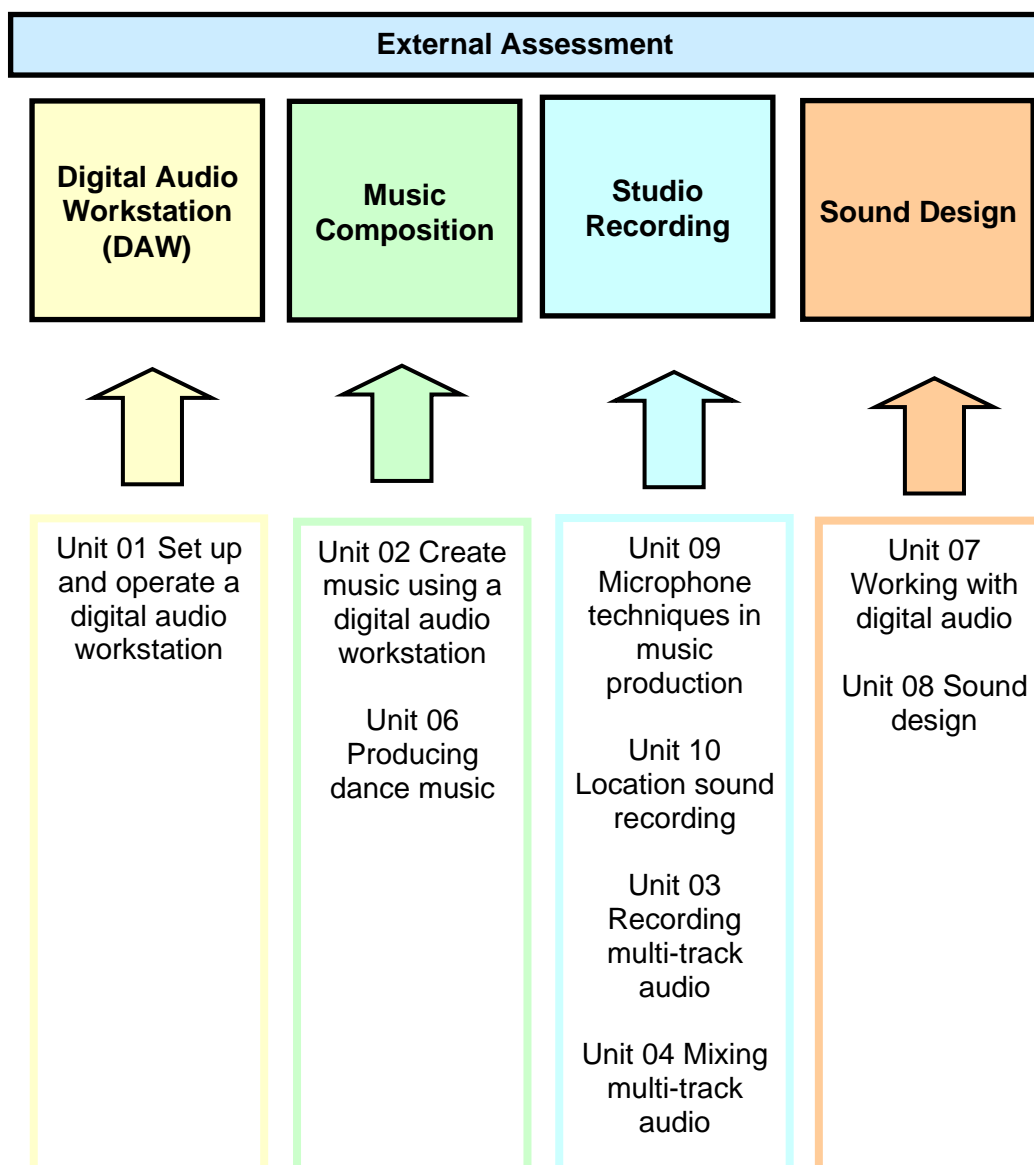 External Assessment
Digital Audio
Workstation
(DAW)
Music
Composition
Studio
Recording
Sound Design
Unit 01 Set up
and operate a
digital audio
workstation
Unit 02 Create
music using a
digital audio
workstation
Unit 06
Producing
dance music
Unit 09
Microphone
techniques in
music
production
Unit 10
Location sound
recording
Unit 03
Recording
multi-track
audio
Unit 04 Mixing
multi-track
audio
Unit 07
Working with
digital audio
Unit 08 Sound
design